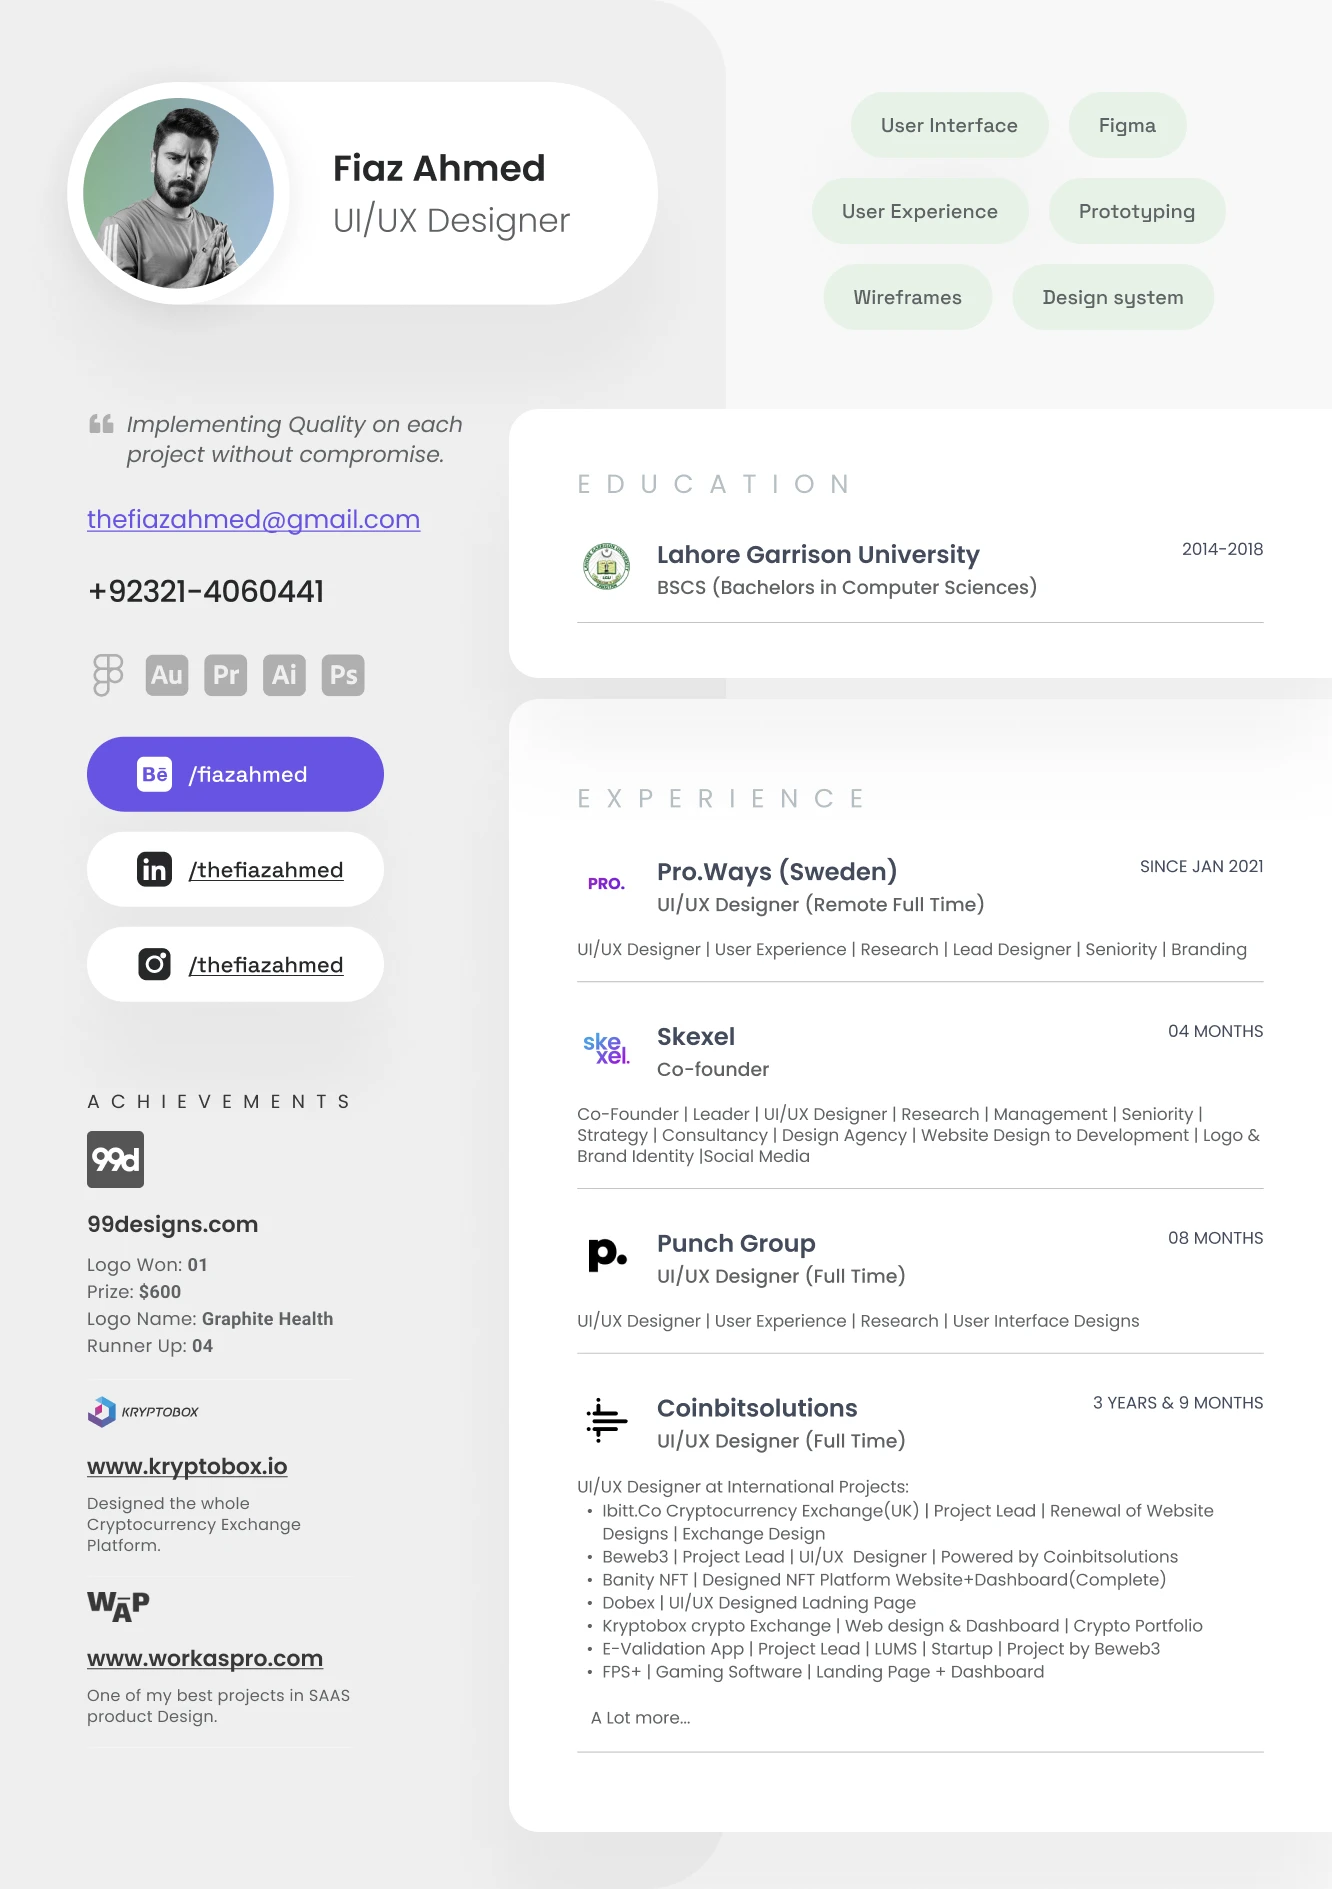 Fiaz Ahmed
UI/UX Designer
User Interface
Figma
User Experience
Prototyping
Wireframes
Design system
Implementing Quality on each
project without compromise.
thefiazahmed@gmail.com
+92321-4060441
Au Pr Ai Ps
Bē /fiazahmed
in /thefiazahmed
/thefiazahmed
ACHIEVEMENTS
99d
99designs.com
Logo Won: 01
Prize: $600
Logo Name: Graphite Health
Runner Up: 04
KRYPTOBOX
www.kryptobox.io
Designed the whole
Cryptocurrency Exchange
Platform.
WAP
www.workaspro.com
One of my best projects in SAAS
product Design.
EDUCATION
Lahore Garrison University
2014-2018
BSCS (Bachelors in Computer Sciences)
EXPERIENCE
PRO.
Pro.Ways (Sweden)
SINCE JAN 2021
UI/UX Designer (Remote Full Time)
UI/UX Designer | User Experience | Research | Lead Designer | Seniority | Branding
ske
xel.
Skexel
04 MONTHS
Co-founder
Co-Founder | Leader | UI/UX Designer | Research | Management | Seniority |
Strategy | Consultancy | Design Agency | Website Design to Development | Logo &
Brand Identity |Social Media
p.
Punch Group
08 MONTHS
UI/UX Designer (Full Time)
UI/UX Designer | User Experience | Research | User Interface Designs
Coinbitsolutions
3 YEARS & 9 MONTHS
UI/UX Designer (Full Time)
UI/UX Designer at International Projects:
• Ibitt.Co Cryptocurrency Exchange(UK) | Project Lead | Renewal of Website
Designs | Exchange Design
• Beweb3 | Project Lead | UI/UX  Designer | Powered by Coinbitsolutions
• Banity NFT | Designed NFT Platform Website+Dashboard(Complete)
• Dobex | UI/UX Designed Ladning Page
• Kryptobox crypto Exchange | Web design & Dashboard | Crypto Portfolio
• E-Validation App | Project Lead | LUMS | Startup | Project by Beweb3
• FPS+ | Gaming Software | Landing Page + Dashboard
A Lot more...